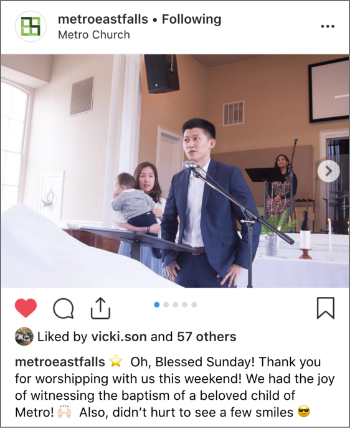 metroeastfalls • Following
Metro Church
Liked by vicki.son and 57 others
metroeastfalls ⭐ Oh, Blessed Sunday! Thank you
for worshipping with us this weekend! We had the joy
of witnessing the baptism of a beloved child of
Metro! 🙌🏻 Also, didn’t hurt to see a few smiles 😎